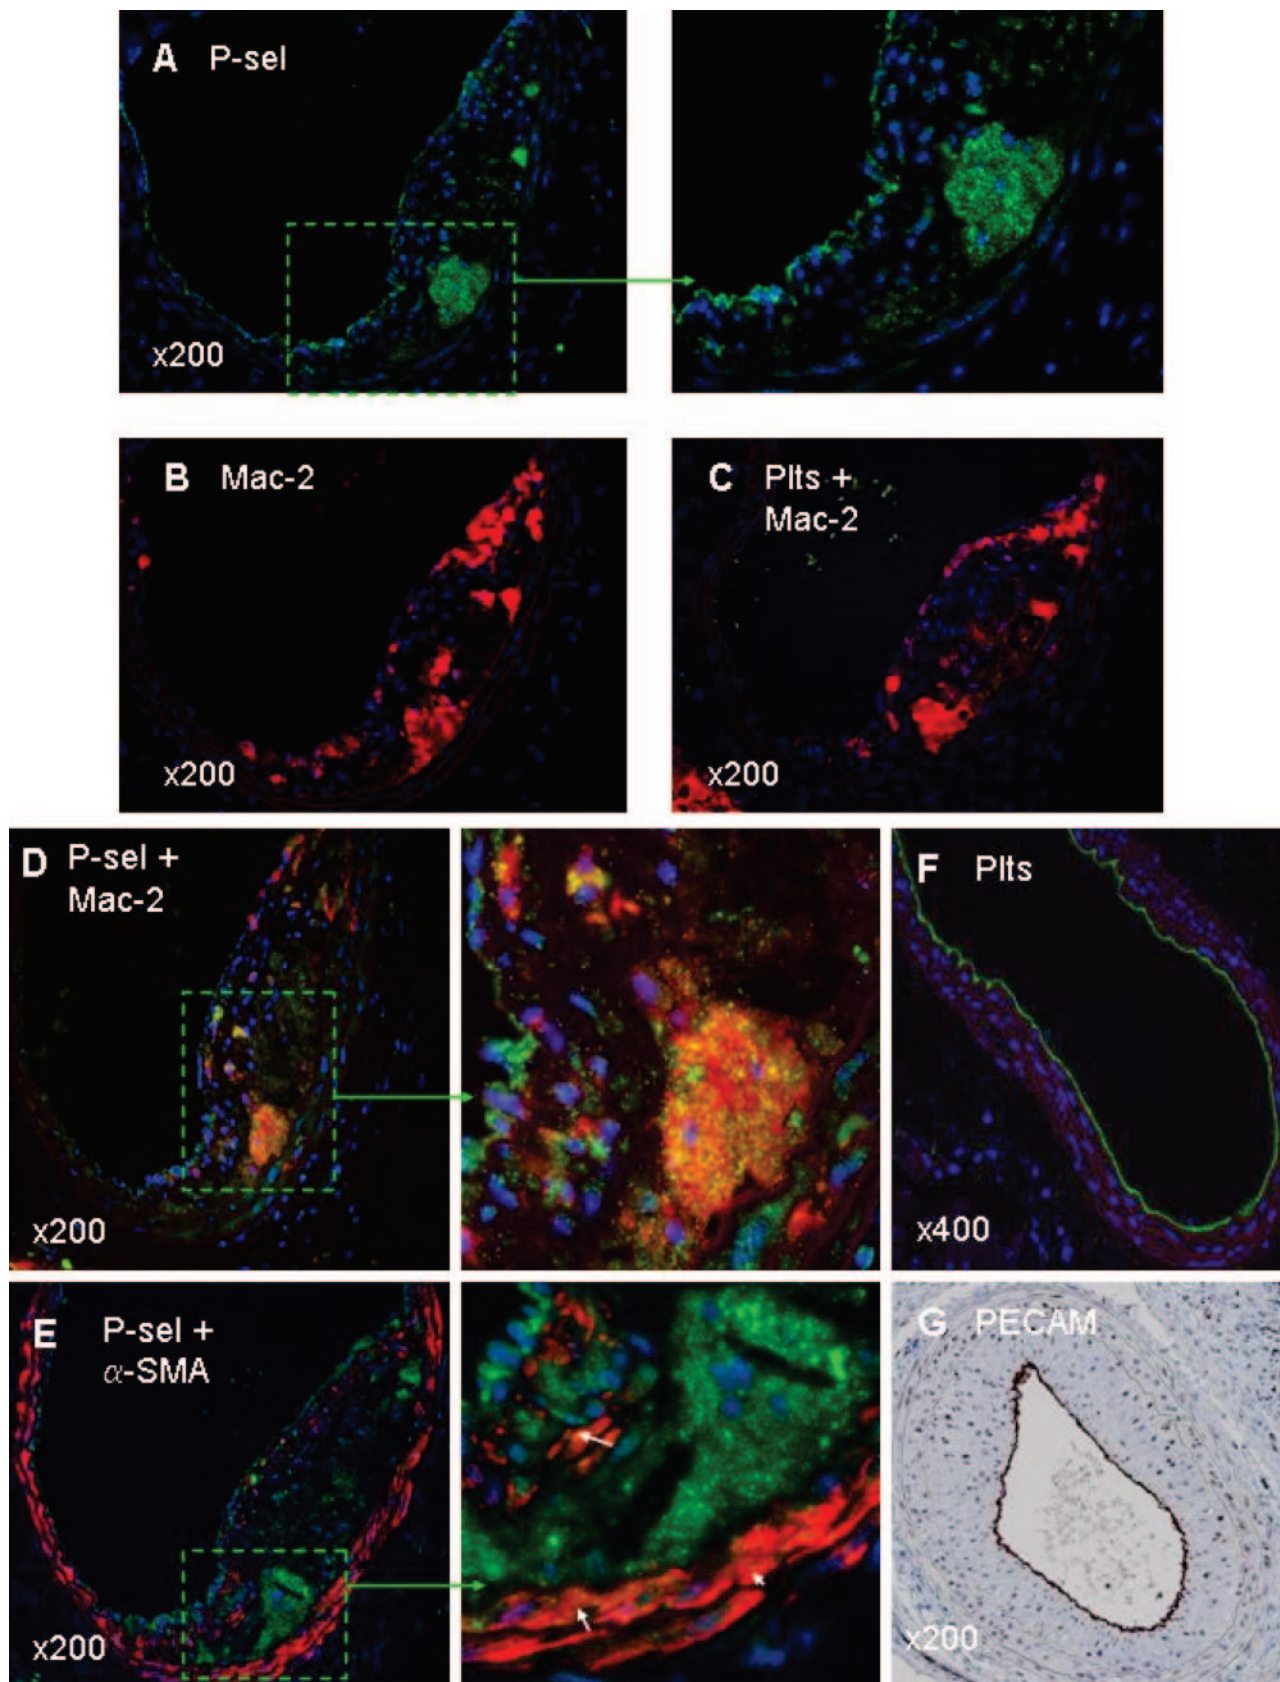 A P-sel
x200
B Mac-2
x200
C Plts +
Mac-2
x200
D P-sel +
Mac-2
x200
F Plts
x400
E P-sel +
α-SMA
x200
G PECAM
x200